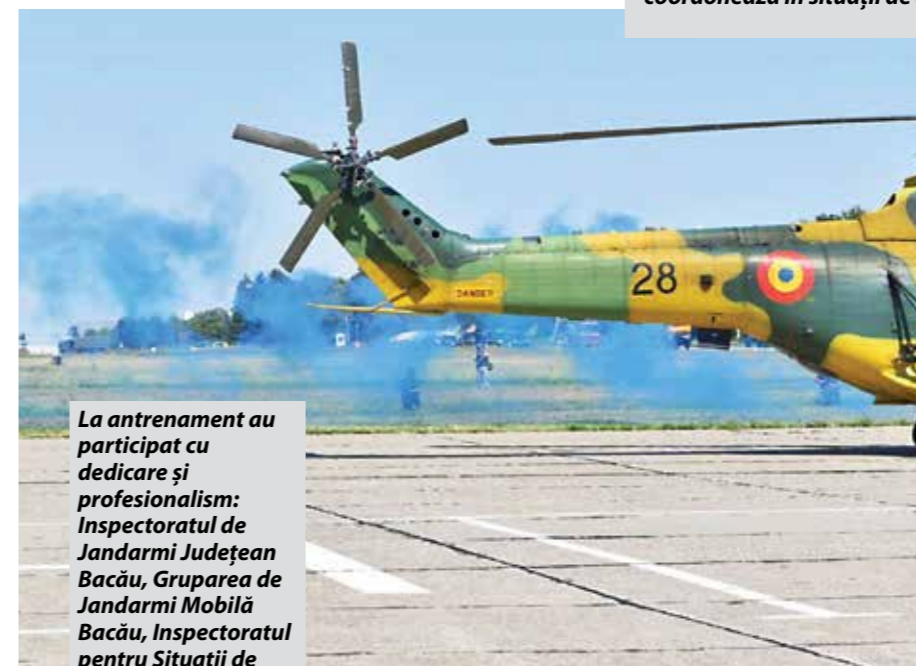 coordonează în situații de
28
DANGER
La antrenament au
participat cu
dedicare și
profesionalism:
Inspectoratul de
Jandarmi Județean
Bacău, Gruparea de
Jandarmi Mobilă
Bacău, Inspectoratul
pentru Situații de